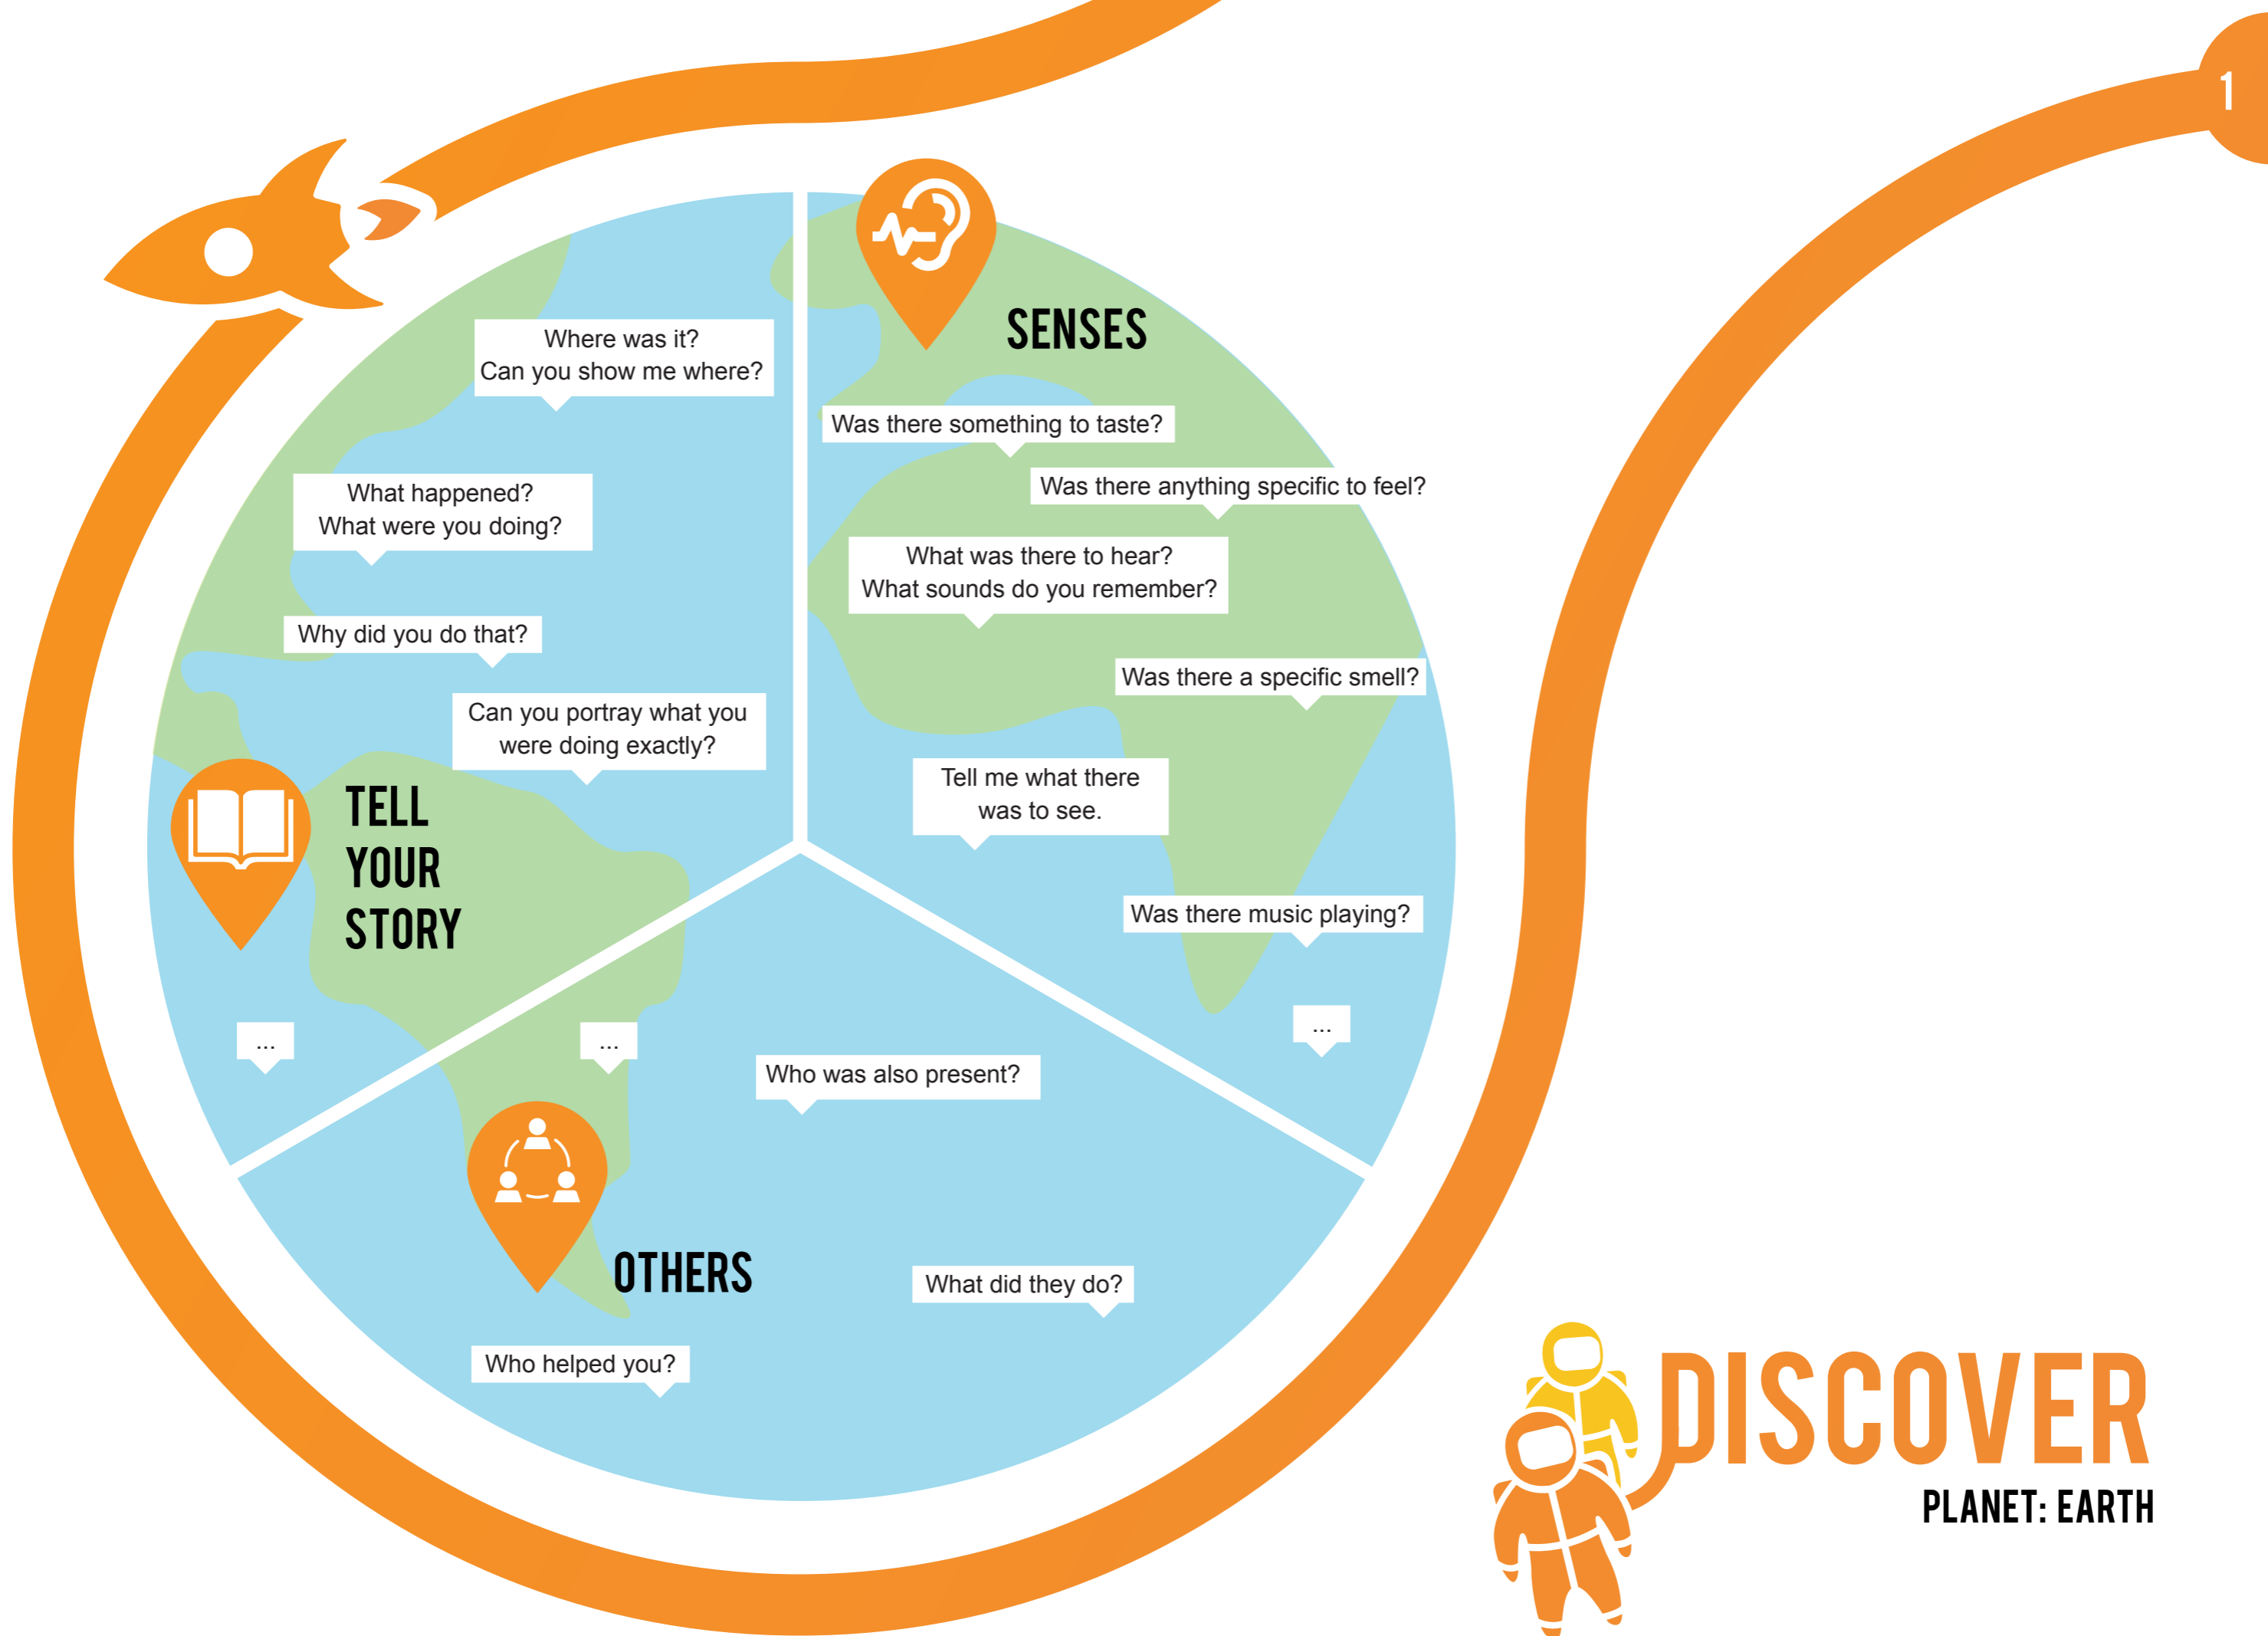 1
Where was it?
Can you show me where?
What happened?
What were you doing?
Why did you do that?
Can you portray what you
were doing exactly?
TELL
YOUR
STORY
...
SENSES
Was there something to taste?
Was there anything specific to feel?
What was there to hear?
What sounds do you remember?
Was there a specific smell?
Tell me what there
was to see.
Was there music playing?
...
...
Who was also present?
OTHERS
What did they do?
Who helped you?
DISCOVER
PLANET: EARTH